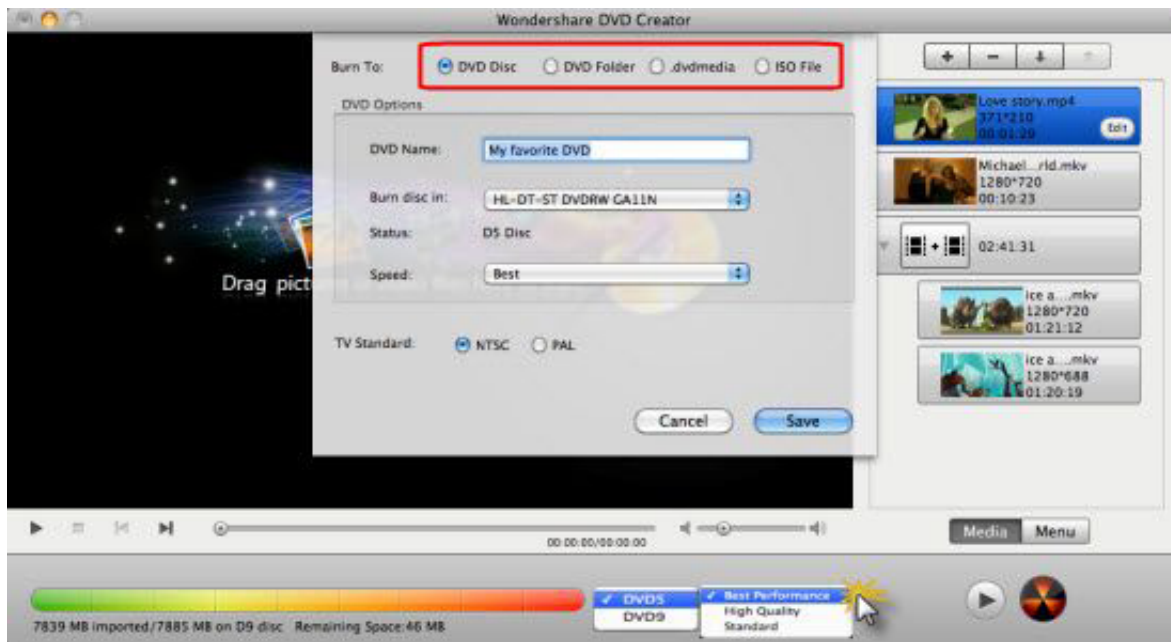 Wondershare DVD Creator
Burn To: DVD Disc DVD Folder .dvdmedia ISO File
DVD Options
DVD Name: My favorite DVD
Burn disc in: HL-DT-ST DVDRW GA11N
Status: D5 Disc
Speed: Best
TV Standard: NTSC PAL
Cancel Save
Drag pict
Love story.mp4
371*210
00:01:29
Edit
Michael...rld.mkv
1280*720
00:10:23
02:41:31
ice a....mkv
1280*720
01:21:12
ice a....mkv
1280*688
01:20:19
00:00:00/00:00:00
Media Menu
7839 MB imported/7885 MB on D9 disc Remaining Space:46 MB
✓ DVD5
DVD9
✓ Best Performance
High Quality
Standard